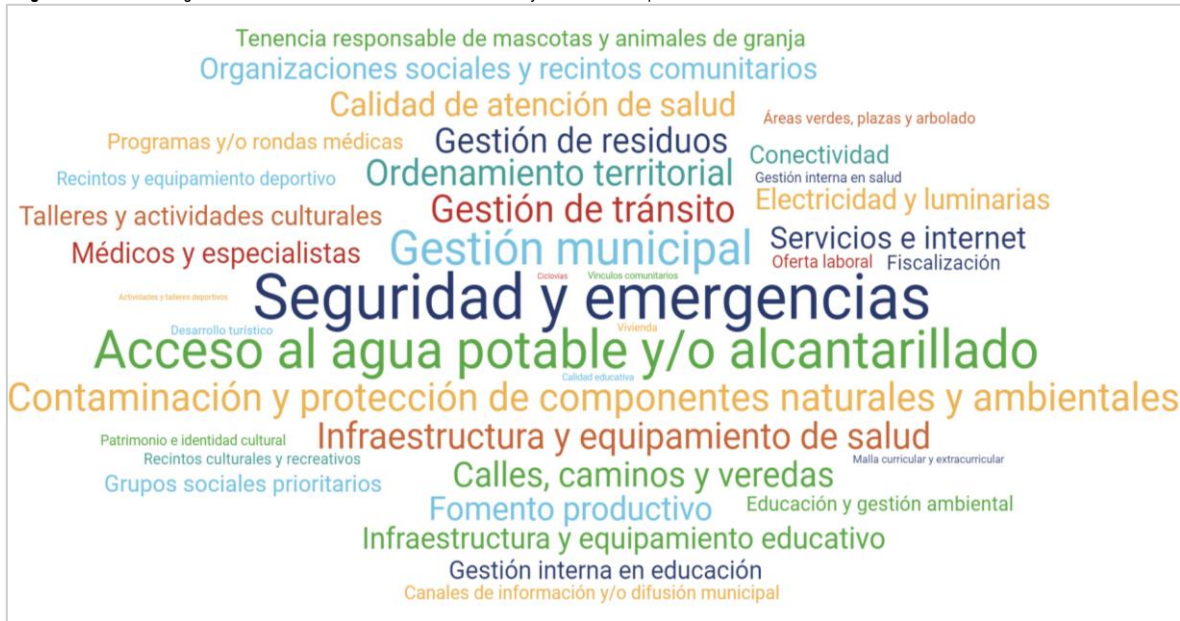 Tenencia responsable de mascotas y animales de granja
Organizaciones sociales y recintos comunitarios
Calidad de atención de salud
Áreas verdes, plazas y arbolado
Programas y/o rondas médicas
Gestión de residuos
Conectividad
Recintos y equipamiento deportivo
Ordenamiento territorial
Gestión interna en salud
Talleres y actividades culturales
Gestión de tránsito
Electricidad y luminarias
Médicos y especialistas
Gestión municipal
Servicios e internet
Oferta laboral
Fiscalización
Ciclovías
Vínculos comunitarios
Actividades y talleres deportivos
Seguridad y emergencias
Desarrollo turístico
Vivienda
Acceso al agua potable y/o alcantarillado
Calidad educativa
Contaminación y protección de componentes naturales y ambientales
Patrimonio e identidad cultural
Infraestructura y equipamiento de salud
Recintos culturales y recreativos
Malla curricular y extracurricular
Grupos sociales prioritarios
Calles, caminos y veredas
Fomento productivo
Educación y gestión ambiental
Infraestructura y equipamiento educativo
Gestión interna en educación
Canales de información y/o difusión municipal